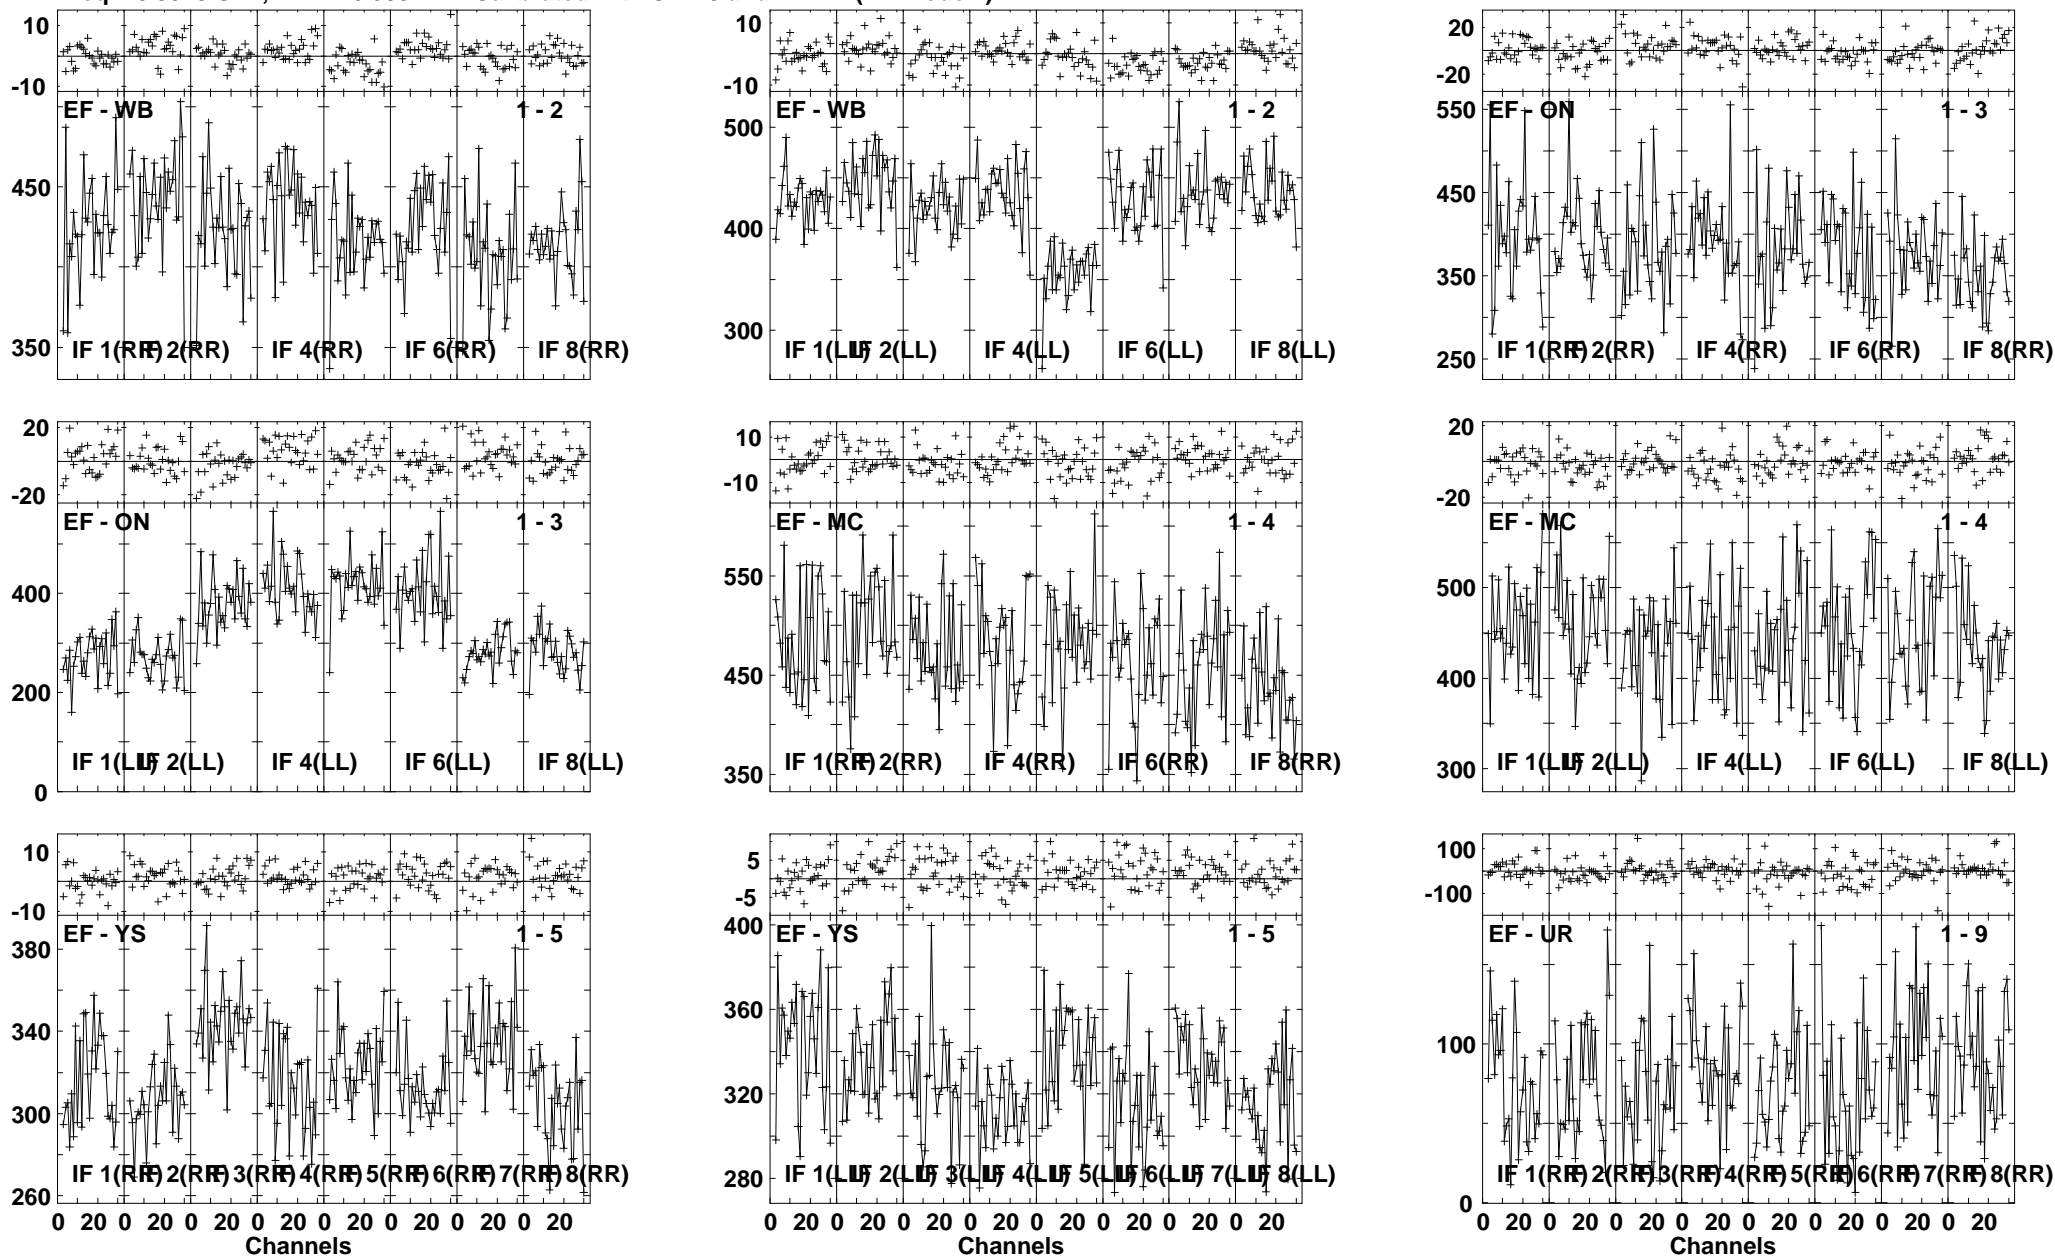 10
-10
EF - WB 1 - 2
450
350
IF 1(RR) IF 2(RR) IF 4(RR) IF 6(RR) IF 8(RR)
10
-10
EF - WB 1 - 2
500
400
300
IF 1(LL) IF 2(LL) IF 4(LL) IF 6(LL) IF 8(LL)
20
-20
EF - ON 1 - 3
550
450
350
250
IF 1(RR) IF 2(RR) IF 4(RR) IF 6(RR) IF 8(RR)
20
-20
EF - ON 1 - 3
400
200
0
IF 1(LL) IF 2(LL) IF 4(LL) IF 6(LL) IF 8(LL)
10
-10
EF - MC 1 - 4
550
450
350
IF 1(RR) IF 2(RR) IF 4(RR) IF 6(RR) IF 8(RR)
20
-20
EF - MC 1 - 4
500
400
300
IF 1(LL) IF 2(LL) IF 4(LL) IF 6(LL) IF 8(LL)
10
-10
EF - YS 1 - 5
380
340
300
260
IF 1(RR) IF 2(RR) IF 3(RR) IF 4(RR) IF 5(RR) IF 6(RR) IF 7(RR) IF 8(RR)
0 20 0 20 0 20 0 20 0 20 0 20 0 20 0 20
Channels
5
-5
EF - YS 1 - 5
400
360
320
280
IF 1(LL) IF 2(LL) IF 3(LL) IF 4(LL) IF 5(LL) IF 6(LL) IF 7(LL) IF 8(LL)
0 20 0 20 0 20 0 20 0 20 0 20 0 20 0 20
Channels
100
-100
EF - UR 1 - 9
100
0
IF 1(RR) IF 2(RR) IF 3(RR) IF 4(RR) IF 5(RR) IF 6(RR) IF 7(RR) IF 8(RR)
0 20 0 20 0 20 0 20 0 20 0 20 0 20 0 20
Channels